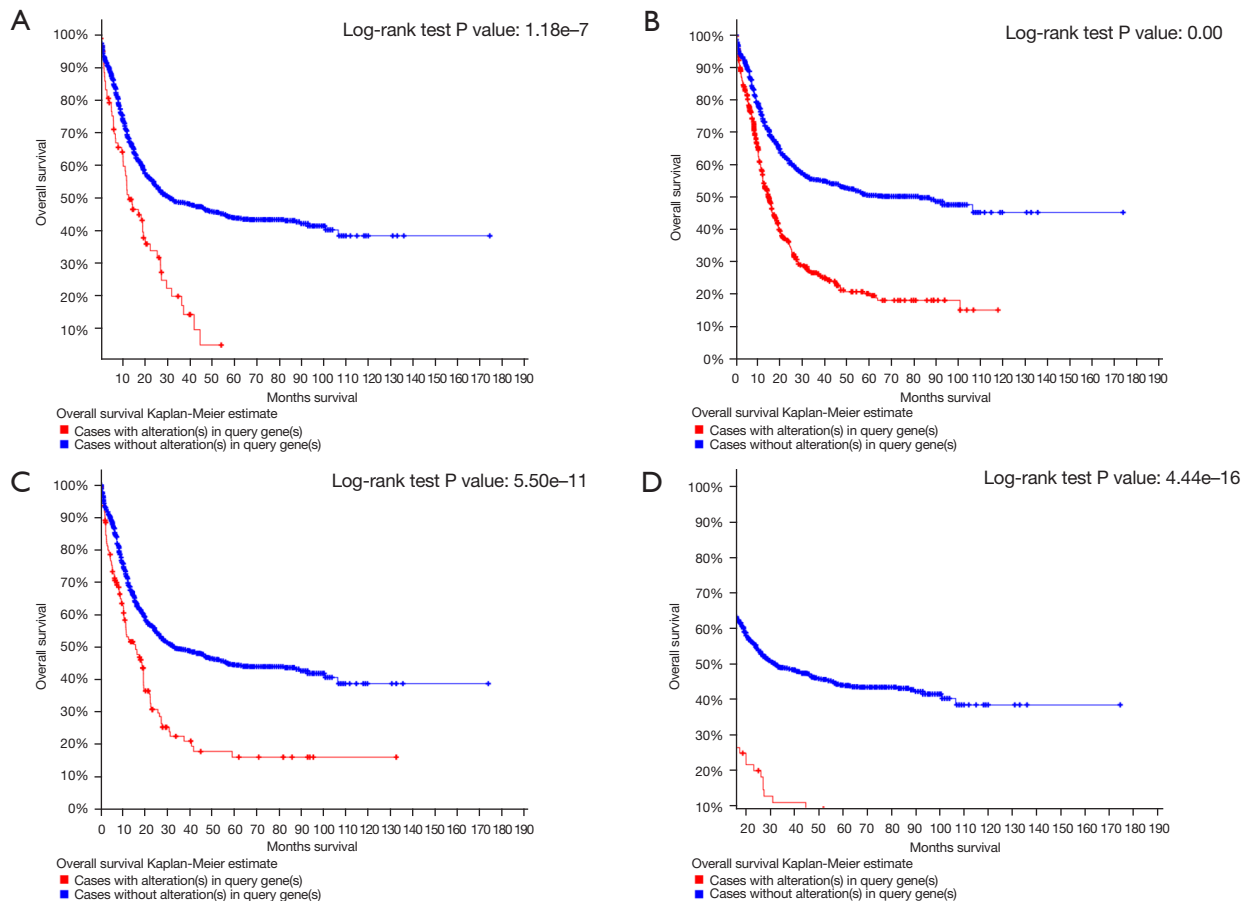 A
Log-rank test P value: 1.18e–7
100%
90%
80%
70%
60%
50%
40%
30%
20%
10%
Overall survival
10 20 30 40 50 60 70 80 90 100 110 120 130 140 150 160 170 180 190
Months survival
Overall survival Kaplan-Meier estimate
Cases with alteration(s) in query gene(s)
Cases without alteration(s) in query gene(s)
B
Log-rank test P value: 0.00
100%
90%
80%
70%
60%
50%
40%
30%
20%
10%
0%
Overall survival
0 10 20 30 40 50 60 70 80 90 100 110 120 130 140 150 160 170 180 190
Months survival
Overall survival Kaplan-Meier estimate
Cases with alteration(s) in query gene(s)
Cases without alteration(s) in query gene(s)
C
Log-rank test P value: 5.50e–11
100%
90%
80%
70%
60%
50%
40%
30%
20%
10%
0%
Overall survival
0 10 20 30 40 50 60 70 80 90 100 110 120 130 140 150 160 170 180 190
Months survival
Overall survival Kaplan-Meier estimate
Cases with alteration(s) in query gene(s)
Cases without alteration(s) in query gene(s)
D
Log-rank test P value: 4.44e–16
100%
90%
80%
70%
60%
50%
40%
30%
20%
10%
Overall survival
20 30 40 50 60 70 80 90 100 110 120 130 140 150 160 170 180 190
Months survival
Overall survival Kaplan-Meier estimate
Cases with alteration(s) in query gene(s)
Cases without alteration(s) in query gene(s)